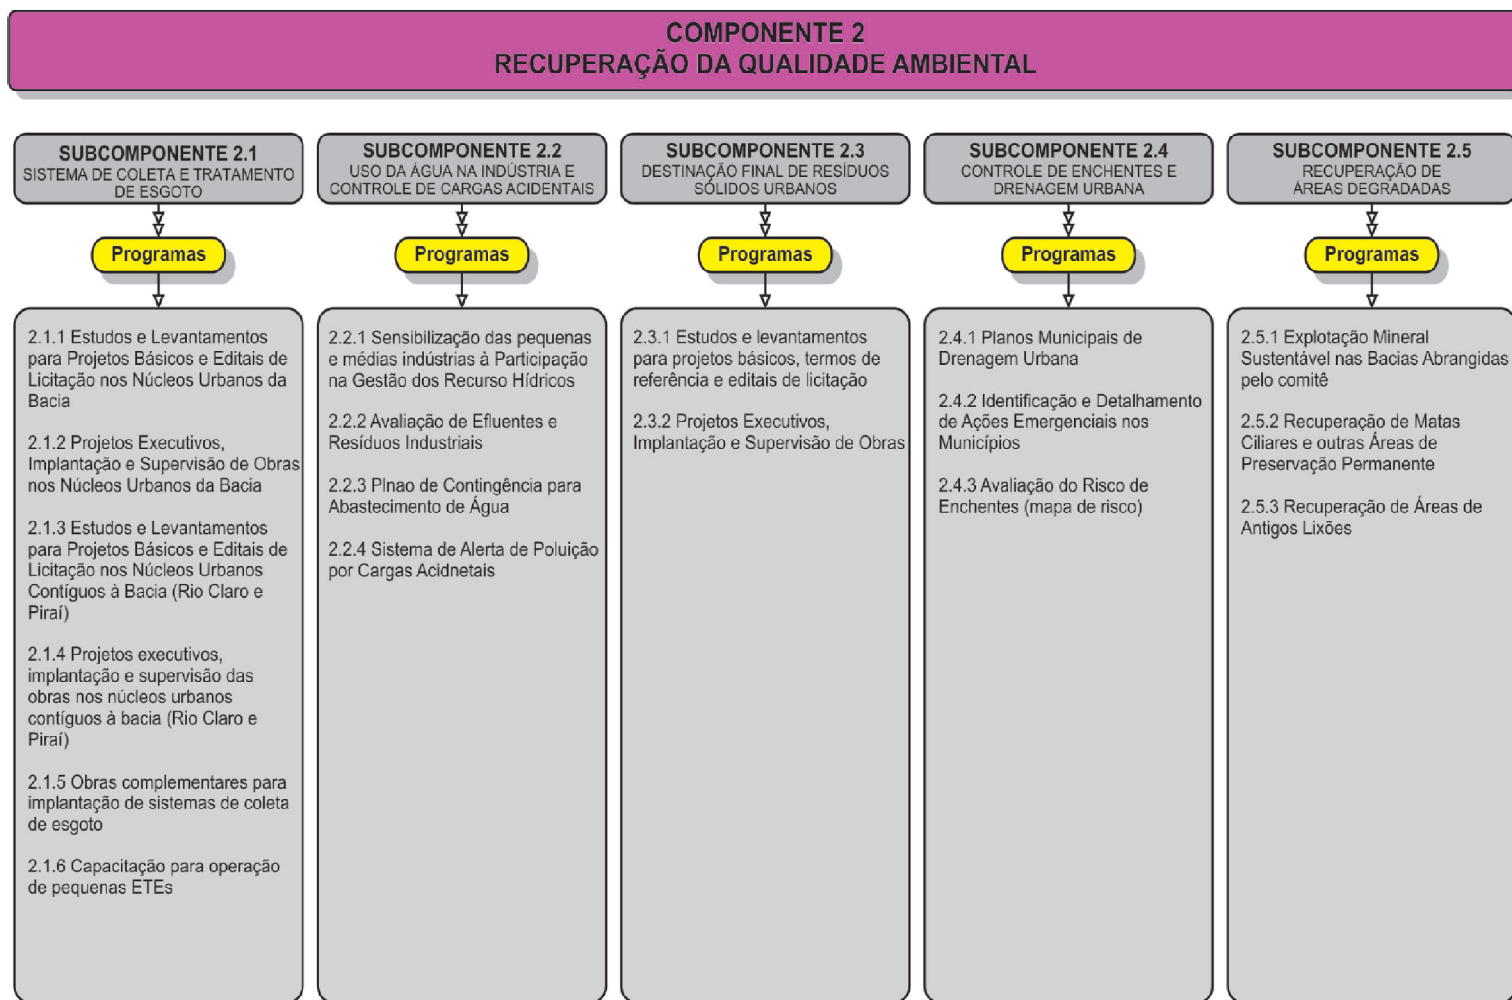 COMPONENTE 2
RECUPERAÇÃO DA QUALIDADE AMBIENTAL
SUBCOMPONENTE 2.1
SISTEMA DE COLETA E TRATAMENTO
DE ESGOTO
Programas
2.1.1 Estudos e Levantamentos
para Projetos Básicos e Editais de
Licitação nos Núcleos Urbanos da
Bacia
2.1.2 Projetos Executivos,
Implantação e Supervisão de Obras
nos Núcleos Urbanos da Bacia
2.1.3 Estudos e Levantamentos
para Projetos Básicos e Editais de
Licitação nos Núcleos Urbanos
Contíguos à Bacia (Rio Claro e
Piraí)
2.1.4 Projetos executivos,
implantação e supervisão das
obras nos núcleos urbanos
contíguos à bacia (Rio Claro e
Piraí)
2.1.5 Obras complementares para
implantação de sistemas de coleta
de esgoto
2.1.6 Capacitação para operação
de pequenas ETEs
SUBCOMPONENTE 2.2
USO DA ÁGUA NA INDÚSTRIA E
CONTROLE DE CARGAS ACIDENTAIS
Programas
2.2.1 Sensibilização das pequenas
e médias indústrias à Participação
na Gestão dos Recurso Hídricos
2.2.2 Avaliação de Efluentes e
Resíduos Industriais
2.2.3 Plnao de Contingência para
Abastecimento de Água
2.2.4 Sistema de Alerta de Poluição
por Cargas Acidnetais
SUBCOMPONENTE 2.3
DESTINAÇÃO FINAL DE RESÍDUOS
SÓLIDOS URBANOS
Programas
2.3.1 Estudos e levantamentos
para projetos básicos, termos de
referência e editais de licitação
2.3.2 Projetos Executivos,
Implantação e Supervisão de Obras
SUBCOMPONENTE 2.4
CONTROLE DE ENCHENTES E
DRENAGEM URBANA
Programas
2.4.1 Planos Municipais de
Drenagem Urbana
2.4.2 Identificação e Detalhamento
de Ações Emergenciais nos
Municípios
2.4.3 Avaliação do Risco de
Enchentes (mapa de risco)
SUBCOMPONENTE 2.5
RECUPERAÇÃO DE
ÁREAS DEGRADADAS
Programas
2.5.1 Explotação Mineral
Sustentável nas Bacias Abrangidas
pelo comitê
2.5.2 Recuperação de Matas
Ciliares e outras Áreas de
Preservação Permanente
2.5.3 Recuperação de Áreas de
Antigos Lixões